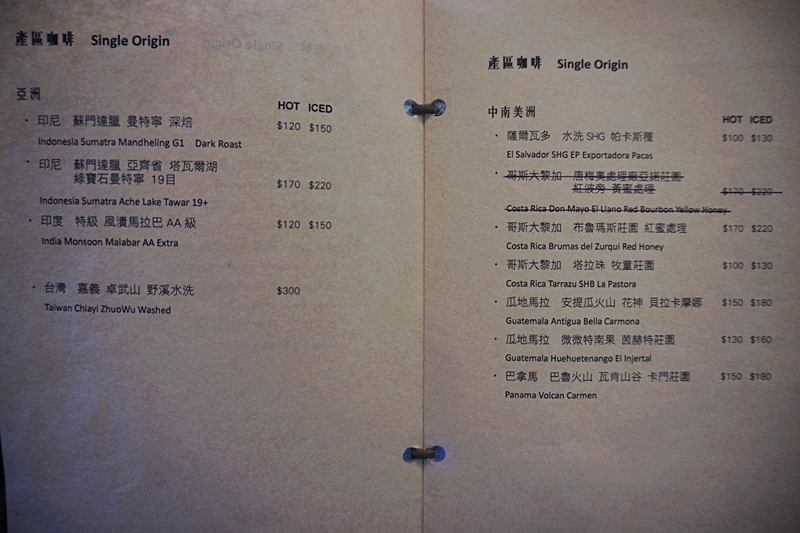 產區咖啡 Single Origin
亞洲
HOT ICED
· 印尼 蘇門達臘 曼特寧 深焙 $120 $150
Indonesia Sumatra Mandheling G1 Dark Roast
· 印尼 蘇門達臘 亞齊省 塔瓦爾湖
綠寶石曼特寧 19目 $170 $220
Indonesia Sumatra Ache Lake Tawar 19+
· 印度 特級 風漬馬拉巴 AA 級 $120 $150
India Monsoon Malabar AA Extra
· 台灣 嘉義 卓武山 野溪水洗 $300
Taiwan Chiayi ZhuoWu Washed
產區咖啡 Single Origin
中南美洲
HOT ICED
· 薩爾瓦多 水洗 SHG 帕卡斯種 $100 $130
El Salvador SHG EP Exportadora Pacas
· 哥斯大黎加 唐梅奧處理廠亞諾莊園
紅波旁 黃蜜處理 $170 $220
Costa Rica Don Mayo El Llano Red Bourbon Yellow Honey
· 哥斯大黎加 布魯瑪斯莊園 紅蜜處理 $170 $220
Costa Rica Brumas del Zurqui Red Honey
· 哥斯大黎加 塔拉珠 牧童莊園 $100 $130
Costa Rica Tarrazu SHB La Pastora
· 瓜地馬拉 安提瓜火山 花神 貝拉卡摩娜 $150 $180
Guatemala Antigua Bella Carmona
· 瓜地馬拉 微微特南果 茵赫特莊園 $130 $160
Guatemala Huehuetenango El Injertal
· 巴拿馬 巴魯火山 瓦肯山谷 卡門莊園 $150 $180
Panama Volcan Carmen